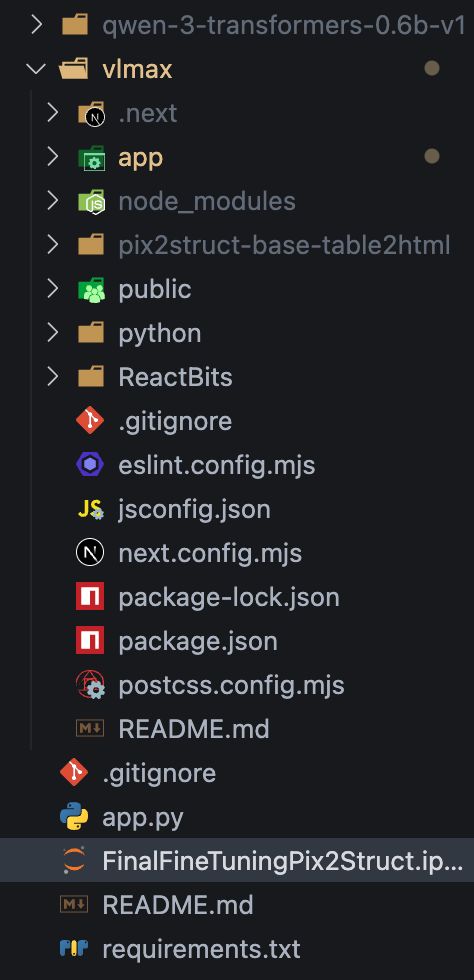 qwen-3-transformers-0.6b-v1
vlmax
.next
app
node_modules
pix2struct-base-table2html
public
python
ReactBits
.gitignore
eslint.config.mjs
JS jsconfig.json
N next.config.mjs
package-lock.json
package.json
postcss.config.mjs
M↓ README.md
.gitignore
app.py
FinalFineTuningPix2Struct.ip...
M↓ README.md
requirements.txt